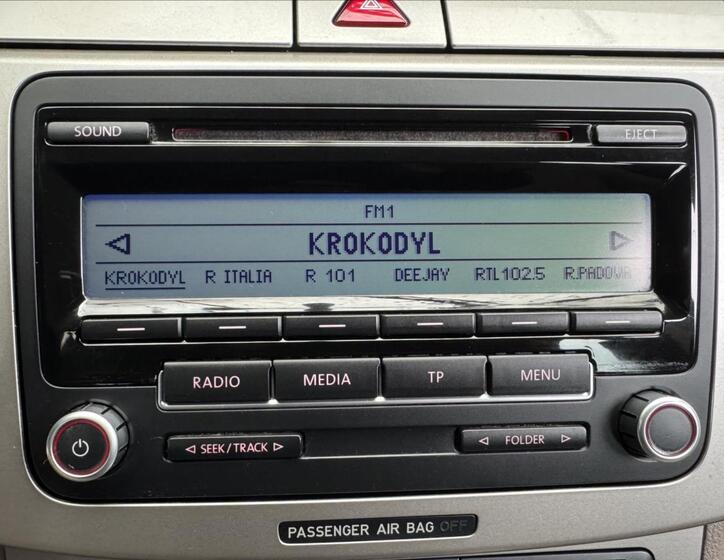 SOUND EJECT
FM1
KROKODYL
KROKODYL R ITALIA R 101 DEEJAY RTL102.5 R.PADOVA
RADIO MEDIA TP MENU
SEEK/TRACK FOLDER
PASSENGER AIR BAG OFF